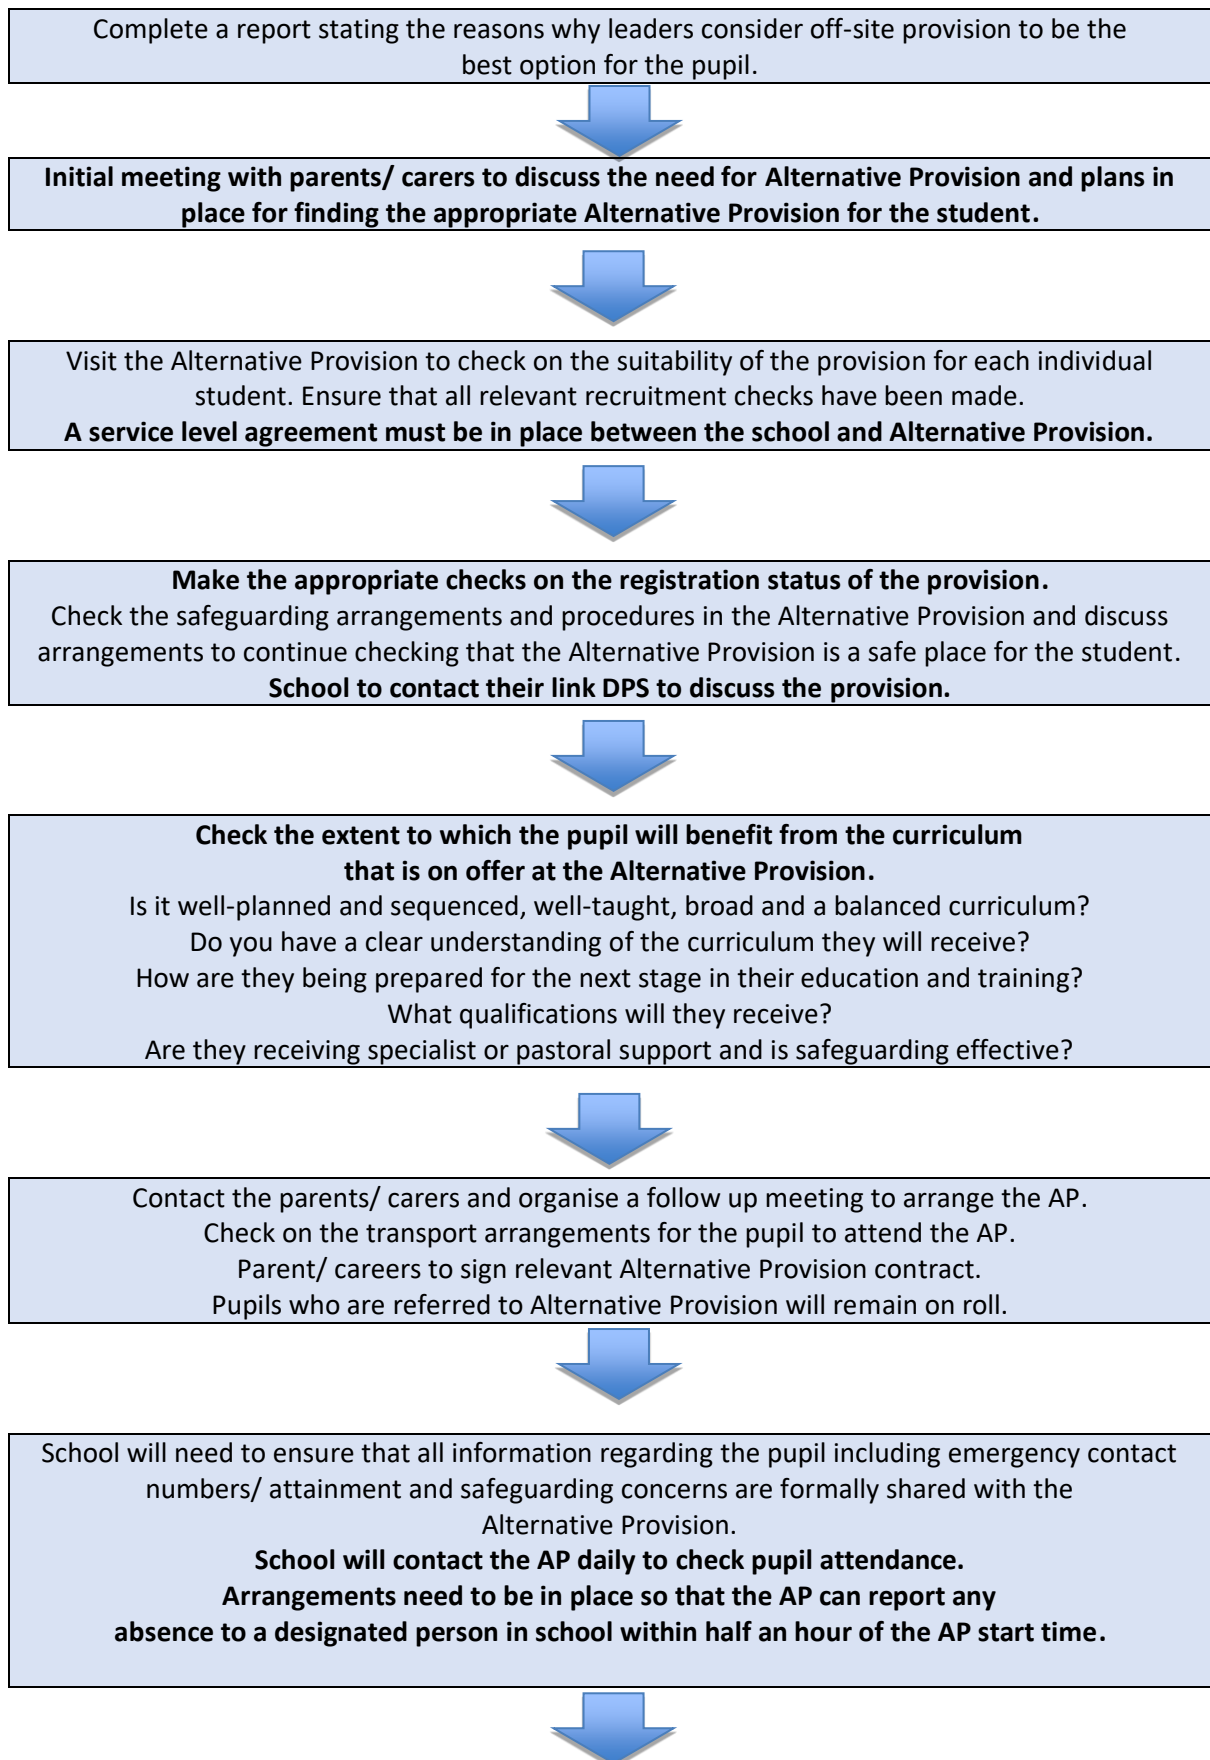 Complete a report stating the reasons why leaders consider off-site provision to be the
best option for the pupil.
Initial meeting with parents/ carers to discuss the need for Alternative Provision and plans in
place for finding the appropriate Alternative Provision for the student.
Visit the Alternative Provision to check on the suitability of the provision for each individual
student. Ensure that all relevant recruitment checks have been made.
A service level agreement must be in place between the school and Alternative Provision.
Make the appropriate checks on the registration status of the provision.
Check the safeguarding arrangements and procedures in the Alternative Provision and discuss
arrangements to continue checking that the Alternative Provision is a safe place for the student.
School to contact their link DPS to discuss the provision.
Check the extent to which the pupil will benefit from the curriculum
that is on offer at the Alternative Provision.
Is it well-planned and sequenced, well-taught, broad and a balanced curriculum?
Do you have a clear understanding of the curriculum they will receive?
How are they being prepared for the next stage in their education and training?
What qualifications will they receive?
Are they receiving specialist or pastoral support and is safeguarding effective?
Contact the parents/ carers and organise a follow up meeting to arrange the AP.
Check on the transport arrangements for the pupil to attend the AP.
Parent/ careers to sign relevant Alternative Provision contract.
Pupils who are referred to Alternative Provision will remain on roll.
School will need to ensure that all information regarding the pupil including emergency contact
numbers/ attainment and safeguarding concerns are formally shared with the
Alternative Provision.
School will contact the AP daily to check pupil attendance.
Arrangements need to be in place so that the AP can report any
absence to a designated person in school within half an hour of the AP start time.